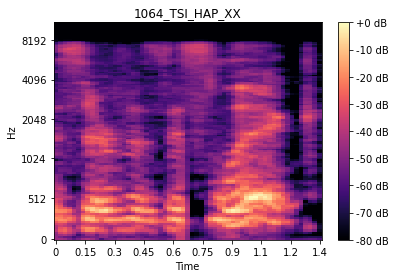 1064_TSI_HAP_XX
+0 dB
8192
-10 dB
4096
-20 dB
-30 dB
2048
Hz
-40 dB
1024
-50 dB
-60 dB
512
-70 dB
0
-80 dB
0 0.15 0.3 0.45 0.6 0.75 0.9 1.1 1.2 1.4
Time